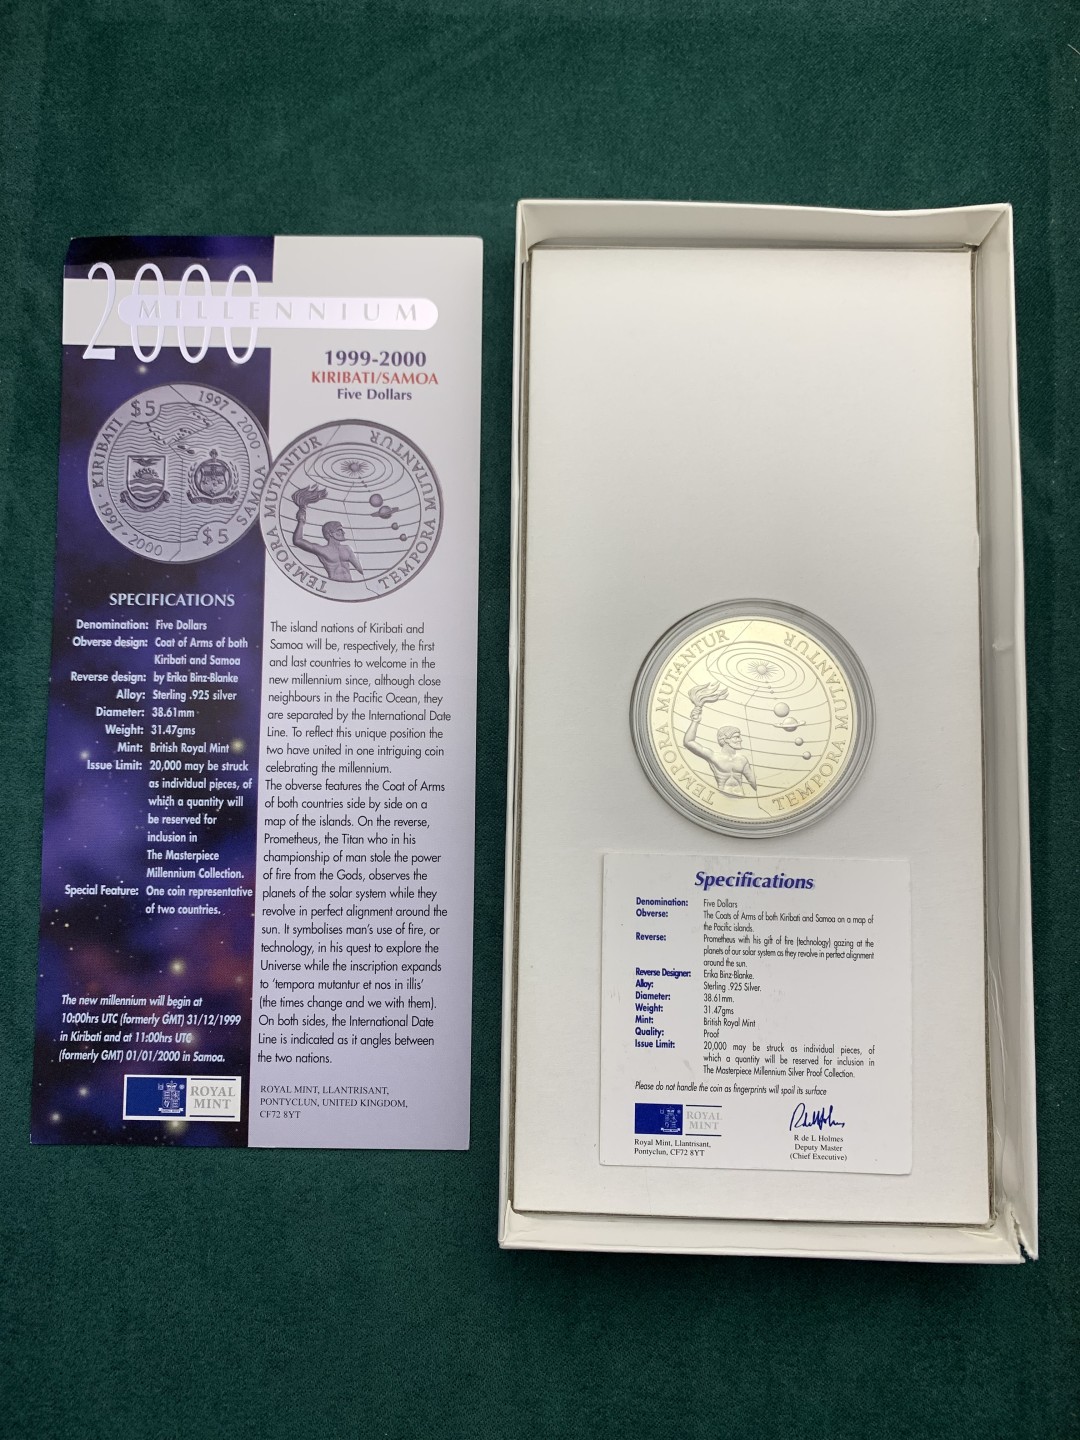 2000
MILLENNIUM
1999-2000
KIRIBATI/SAMOA
Five Dollars
$5
1997 - 2000
KIRIBATI
SAMOA
1997 - 2000
$5
TEMPORA MUTANTUR
TEMPORA MUTANTUR
SPECIFICATIONS
Denomination: Five Dollars
Obverse design: Coat of Arms of both
Kiribati and Samoa
Reverse design: by Erika Binz-Blanke
Alloy: Sterling .925 silver
Diameter: 38.61mm
Weight: 31.47gms
Mint: British Royal Mint
Issue Limit: 20,000 may be struck
as individual pieces, of
which a quantity will
be reserved for
inclusion in
The Masterpiece
Millennium Collection.
Special Feature: One coin representative
of two countries.
The new millennium will begin at
10:00hrs UTC (formerly GMT) 31/12/1999
in Kiribati and at 11:00hrs UTC
(formerly GMT) 01/01/2000 in Samoa.
ROYAL
MINT
The island nations of Kiribati and
Samoa will be, respectively, the first
and last countries to welcome in the
new millennium since, although close
neighbours in the Pacific Ocean, they
are separated by the International Date
Line. To reflect this unique position the
two have united in one intriguing coin
celebrating the millennium.
The obverse features the Coat of Arms
of both countries side by side on a
map of the islands. On the reverse,
Prometheus, the Titan who in his
championship of man stole the power
of fire from the Gods, observes the
planets of the solar system while they
revolve in perfect alignment around the
sun. It symbolises man's use of fire, or
technology, in his quest to explore the
Universe while the inscription expands
to 'tempora mutantur et nos in illis'
(the times change and we with them).
On both sides, the International Date
Line is indicated as it angles between
the two nations.
ROYAL MINT, LLANTRISANT,
PONTYCLUN, UNITED KINGDOM,
CF72 8YT
TEMPORA MUTANTUR
TEMPORA MUTANTUR
Specifications
Denomination: Five Dollars
Obverse: The Coats of Arms of both Kiribati and Samoa on a map of
the Pacific islands.
Reverse: Prometheus with his gift of fire (technology) gazing at the
planets of our solar system as they revolve in perfect alignment
around the sun.
Reverse Designer: Erika Binz-Blanke.
Alloy: Sterling .925 Silver.
Diameter: 38.61mm.
Weight: 31.47gms
Mint: British Royal Mint
Quality: Proof
Issue Limit: 20,000 may be struck as individual pieces, of
which a quantity will be reserved for inclusion in
The Masterpiece Millennium Silver Proof Collection.
Please do not handle the coin as fingerprints will spoil its surface
ROYAL
MINT
Royal Mint, Llantrisant,
Pontyclun, CF72 8YT
R de L Holmes
Deputy Master
(Chief Executive)